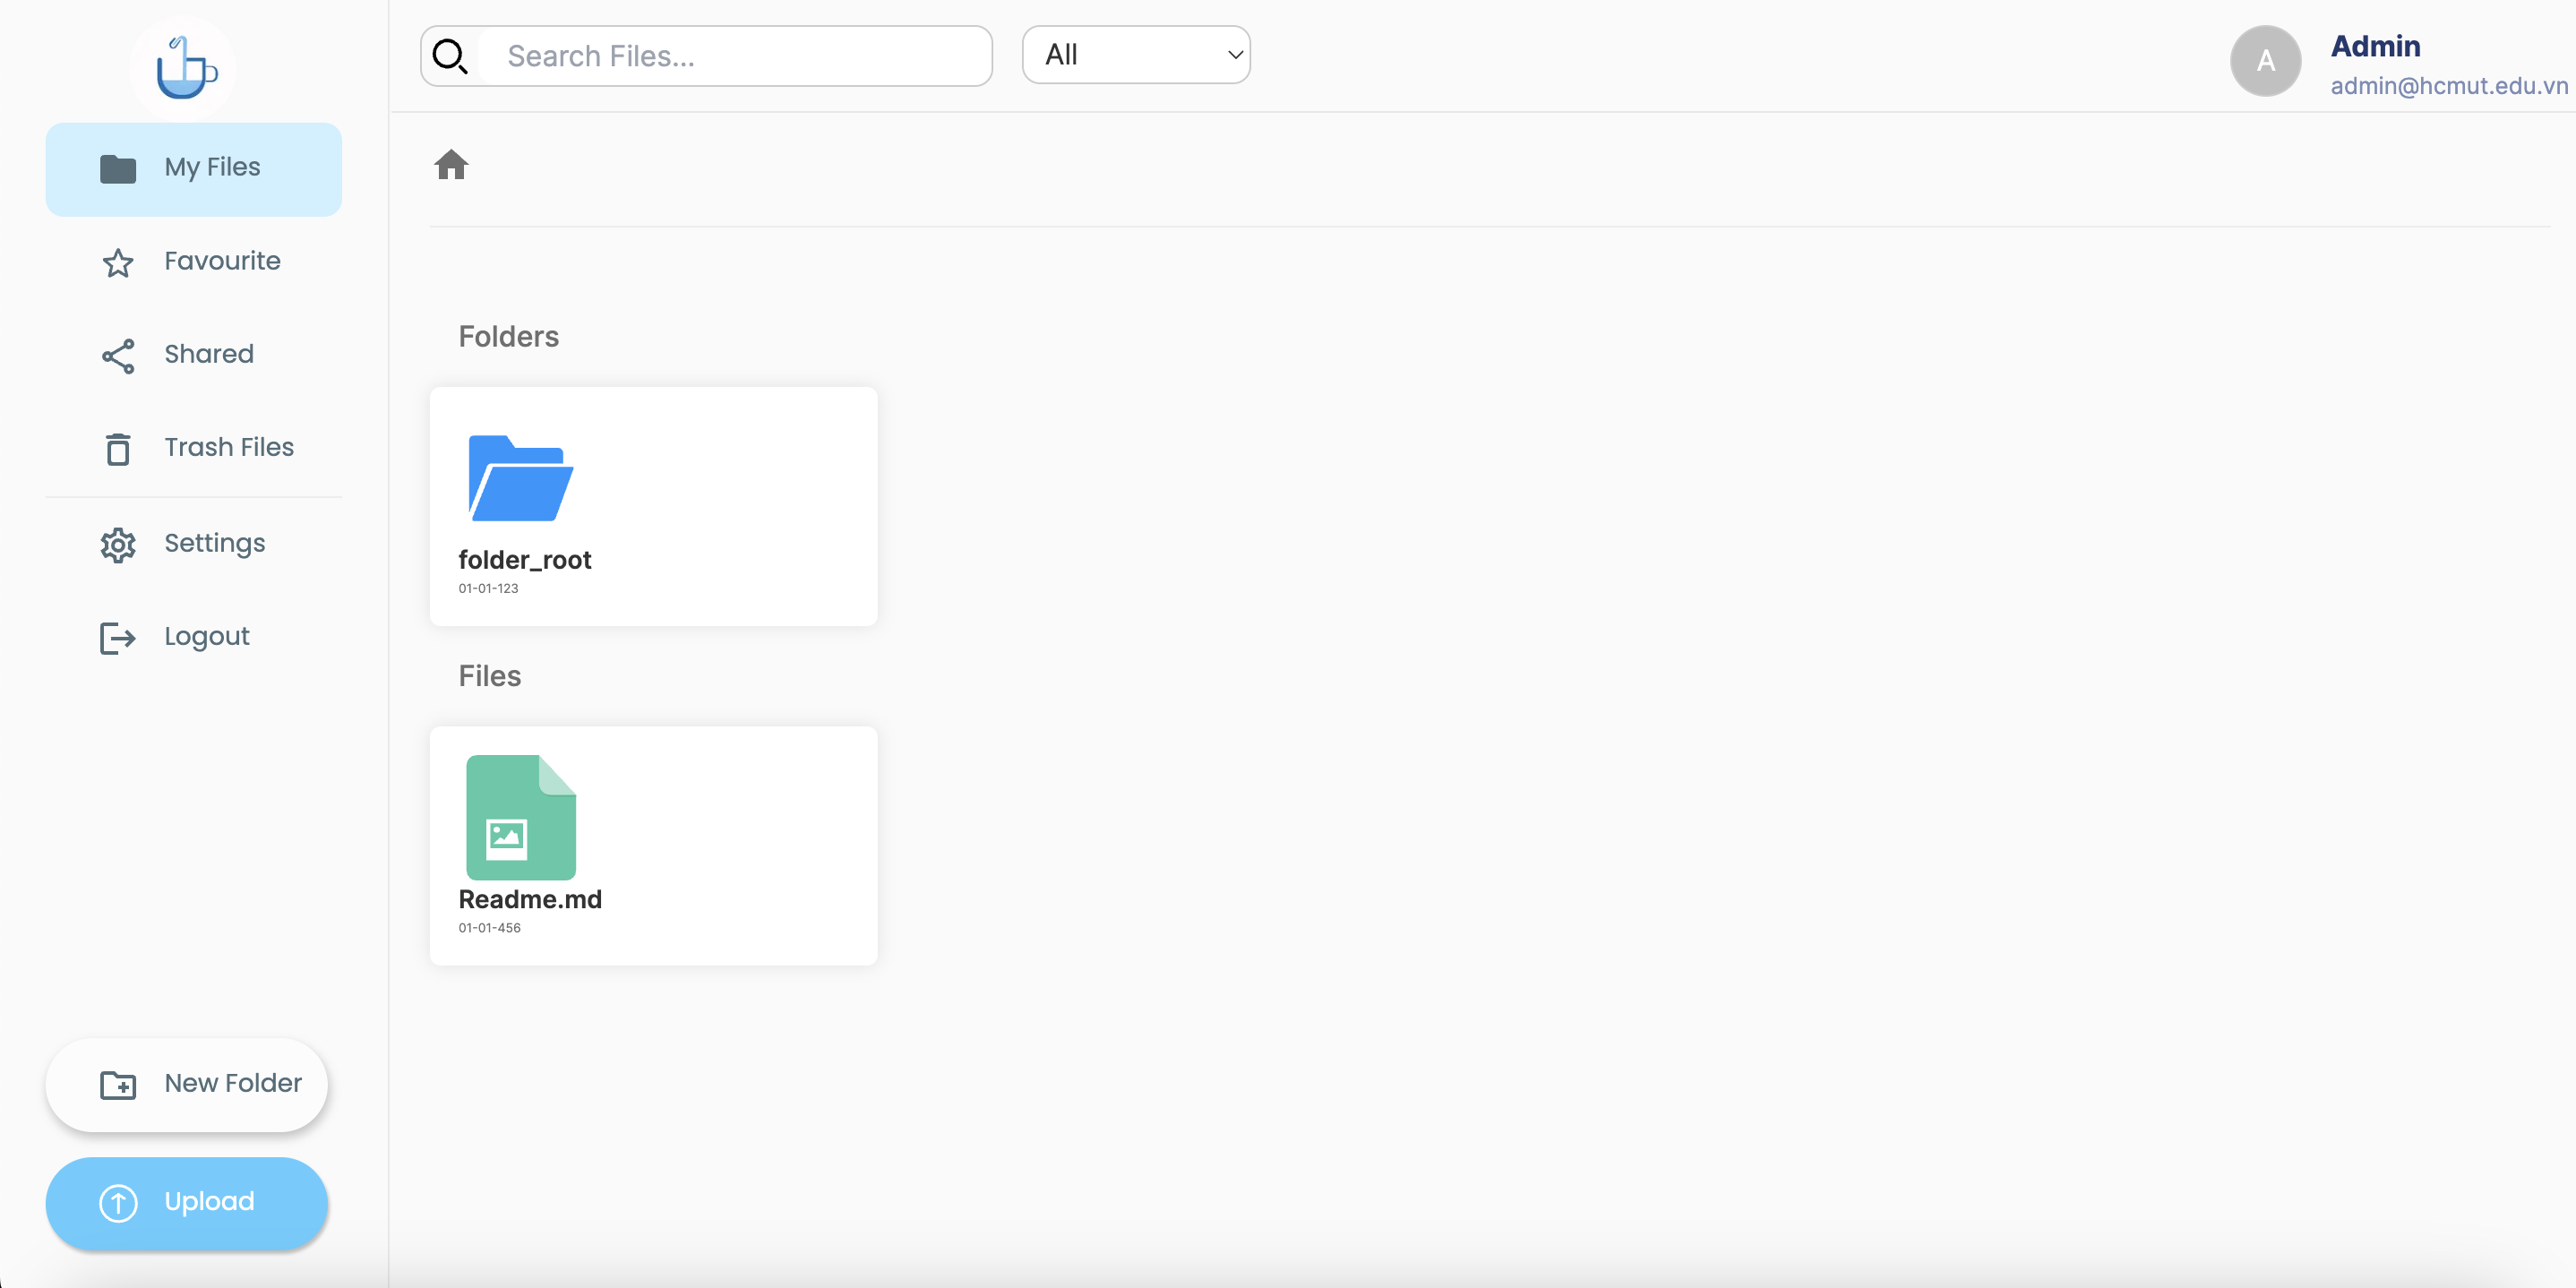 My Files
Favourite
Shared
Trash Files
Settings
Logout
New Folder
Upload
Search Files...
All
A
Admin
admin@hcmut.edu.vn
Folders
folder_root
01-01-123
Files
Readme.md
01-01-456